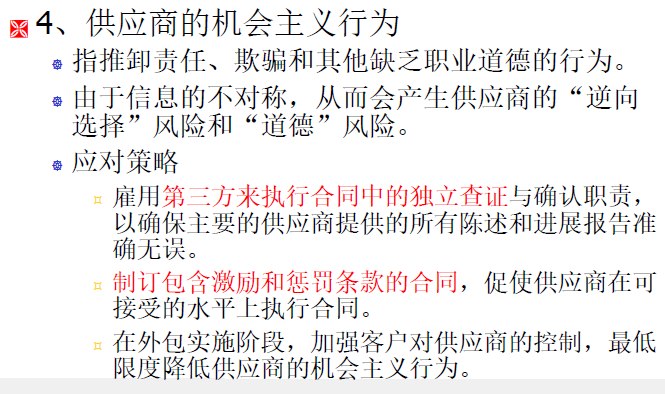 4、供应商的机会主义行为
指推卸责任、欺骗和其他缺乏职业道德的行为。
由于信息的不对称，从而会产生供应商的“逆向
选择”风险和“道德”风险。
应对策略
雇用第三方来执行合同中的独立查证与确认职责，
以确保主要的供应商提供的所有陈述和进展报告准
确无误。
制订包含激励和惩罚条款的合同，促使供应商在可
接受的水平上执行合同。
在外包实施阶段，加强客户对供应商的控制，最低
限度降低供应商的机会主义行为。